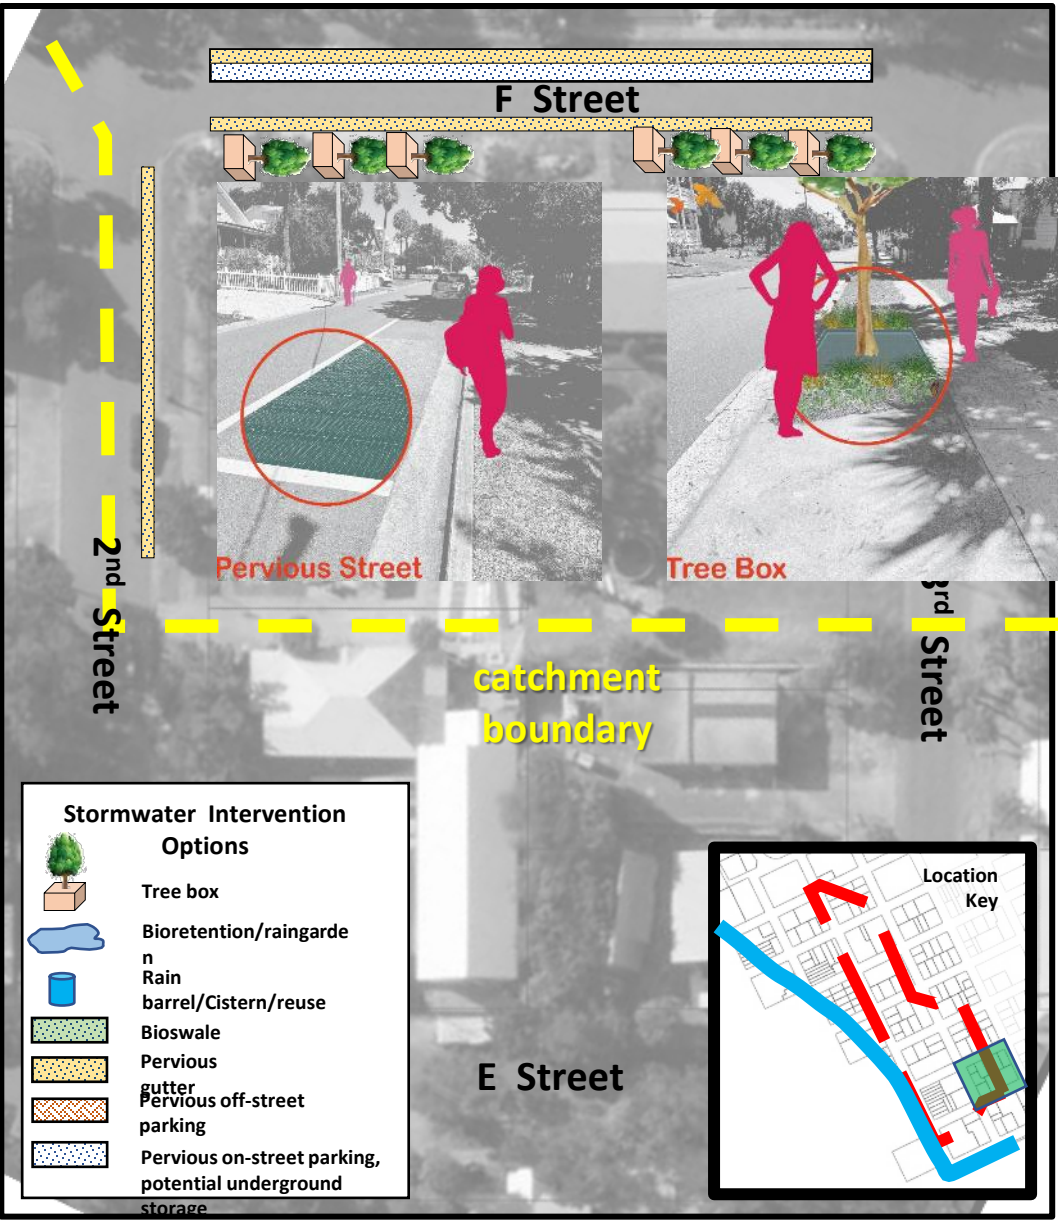 F Street
Pervious Street
Tree Box
2nd Street
3rd Street
catchment
boundary
Stormwater Intervention
Options
Tree box
Bioretention/raingarde
n
Rain
barrel/Cistern/reuse
Bioswale
Pervious
gutter
Pervious off-street
parking
Pervious on-street parking,
potential underground
storage
E Street
Location
Key